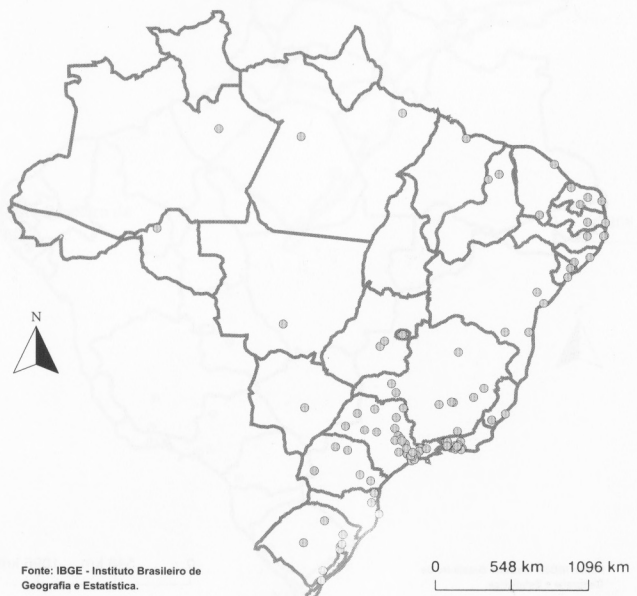 N
Fonte: IBGE - Instituto Brasileiro de
Geografia e Estatística.
0 548 km 1096 km